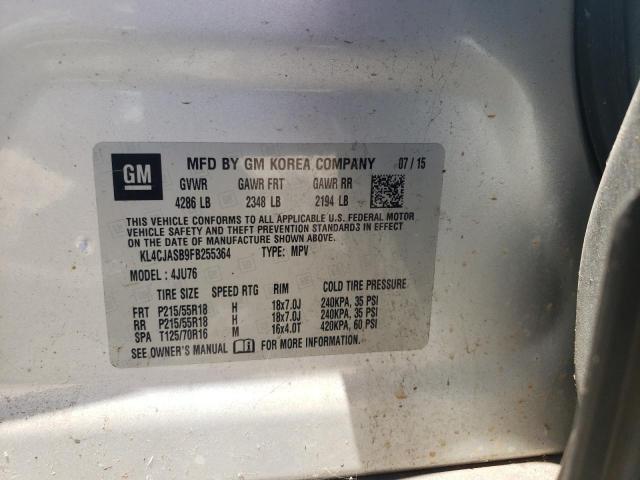 GM MFD BY GM KOREA COMPANY 07/15
GVWR GAWR FRT GAWR RR
4286 LB 2348 LB 2194 LB
THIS VEHICLE CONFORMS TO ALL APPLICABLE U.S. FEDERAL MOTOR
VEHICLE SAFETY AND THEFT PREVENTION STANDARDS IN EFFECT ON
THE DATE OF MANUFACTURE SHOWN ABOVE.
KL4CJASB9FB255364 TYPE: MPV
MODEL: 4JU76
TIRE SIZE SPEED RTG RIM COLD TIRE PRESSURE
FRT P215/55R18 H 18x7.0J 240KPA, 35 PSI
RR P215/55R18 H 18x7.0J 240KPA, 35 PSI
SPA T125/70R16 M 16x4.0T 420KPA, 60 PSI
SEE OWNER'S MANUAL FOR MORE INFORMATION.